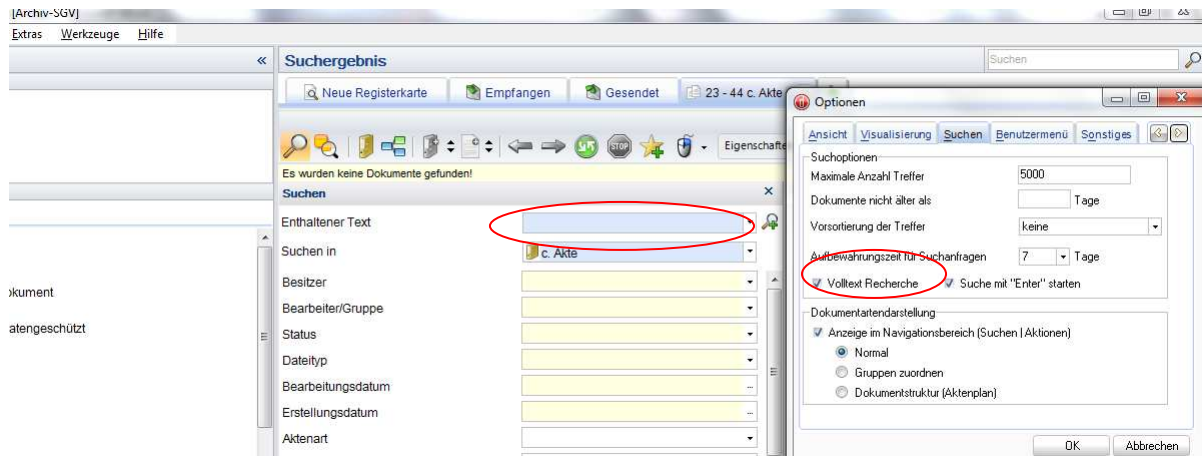 [Archiv-SGV]
Extras Werkzeuge Hilfe
«
Suchergebnis
Suchen
Neue Registerkarte
Empfangen
Gesendet
23 - 44 c. Akte
STOP
Eigenschafte
Es wurden keine Dokumente gefunden!
Suchen
Enthaltener Text
Suchen in
c. Akte
Besitzer
Bearbeiter/Gruppe
Status
Dateityp
Bearbeitungsdatum
Erstellungsdatum
Aktenart
okument
atengeschützt
Optionen
Ansicht Visualisierung Suchen Benutzermenü Sonstiges
Suchoptionen
Maximale Anzahl Treffer 5000
Dokumente nicht älter als Tage
Vorsortierung der Treffer keine
Aufbewahrungszeit für Suchanfragen 7 Tage
Volltext Recherche Suche mit "Enter" starten
Dokumentartendarstellung
Anzeige im Navigationsbereich (Suchen | Aktionen)
Normal
Gruppen zuordnen
Dokumentstruktur (Aktenplan)
OK Abbrechen